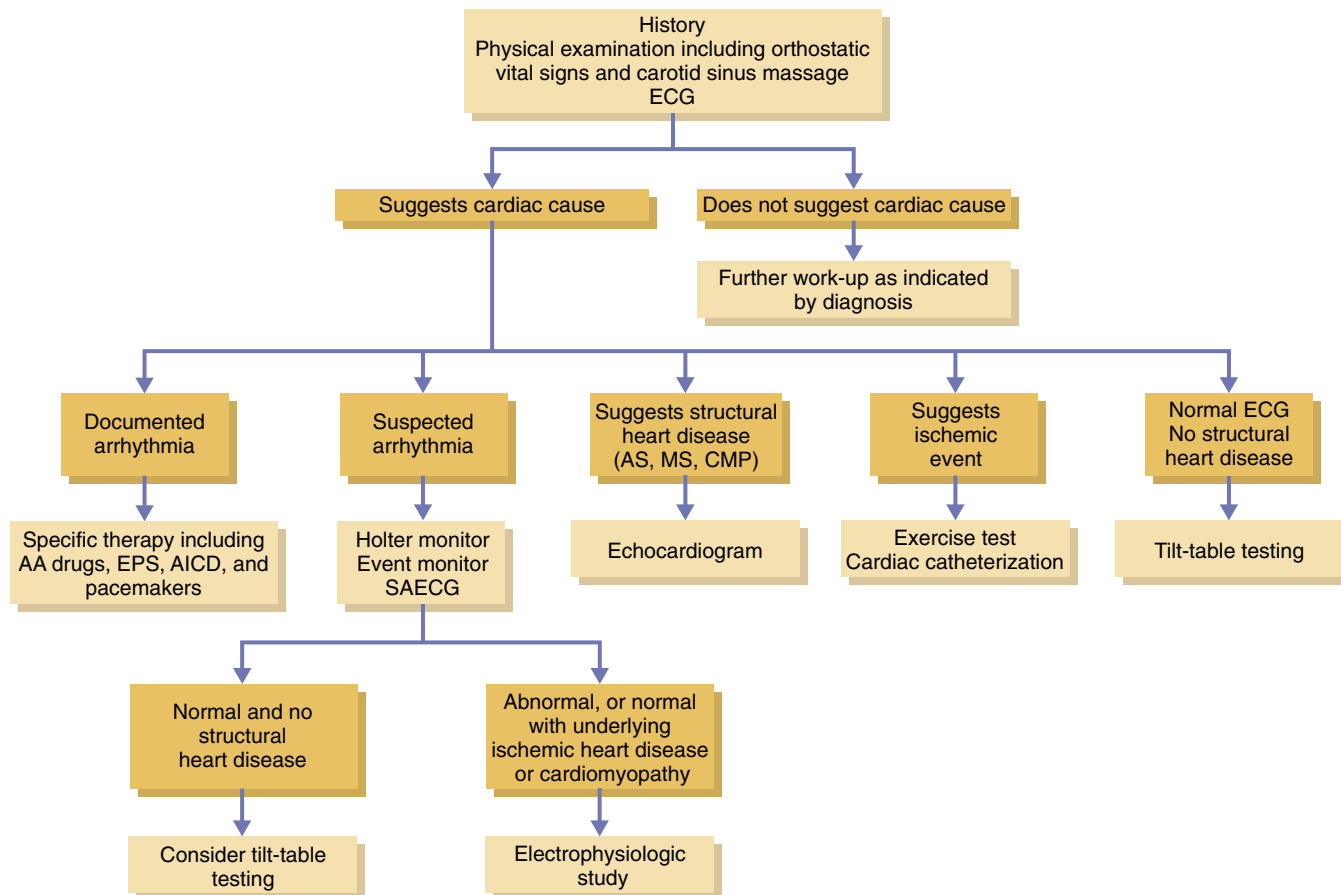 History
Physical examination including orthostatic
vital signs and carotid sinus massage
ECG
Suggests cardiac cause
Does not suggest cardiac cause
Further work-up as indicated
by diagnosis
Documented
arrhythmia
Suspected
arrhythmia
Suggests structural
heart disease
(AS, MS, CMP)
Suggests
ischemic
event
Normal ECG
No structural
heart disease
Specific therapy including
AA drugs, EPS, AICD, and
pacemakers
Holter monitor
Event monitor
SAECG
Echocardiogram
Exercise test
Cardiac catheterization
Tilt-table testing
Normal and no
structural
heart disease
Abnormal, or normal
with underlying
ischemic heart disease
or cardiomyopathy
Consider tilt-table
testing
Electrophysiologic
study